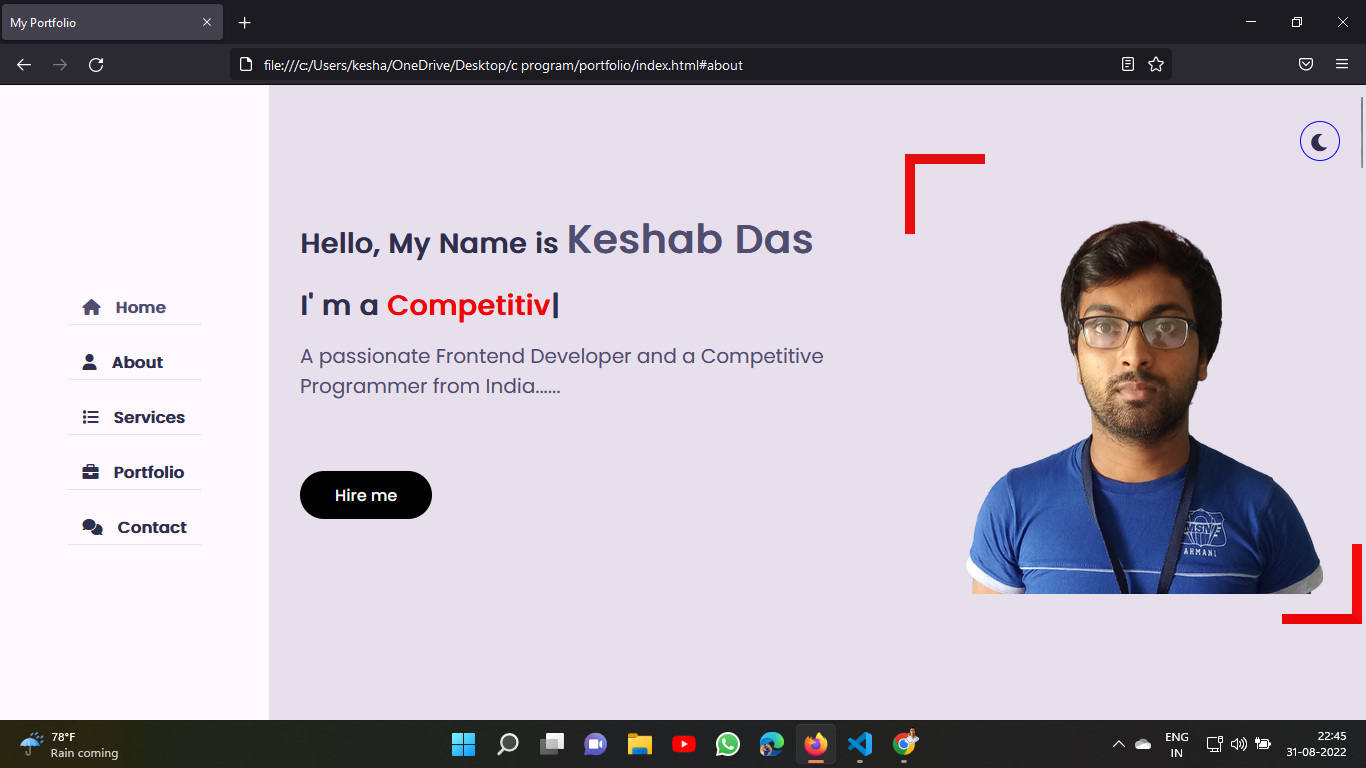 My Portfolio
file:///c:/Users/kesha/OneDrive/Desktop/c program/portfolio/index.html#about
Home
About
Services
Portfolio
Contact
Hello, My Name is Keshab Das
I' m a Competitiv|
A passionate Frontend Developer and a Competitive
Programmer from India......
Hire me
ARMANI
78°F
Rain coming
ENG
IN
22:45
31-08-2022